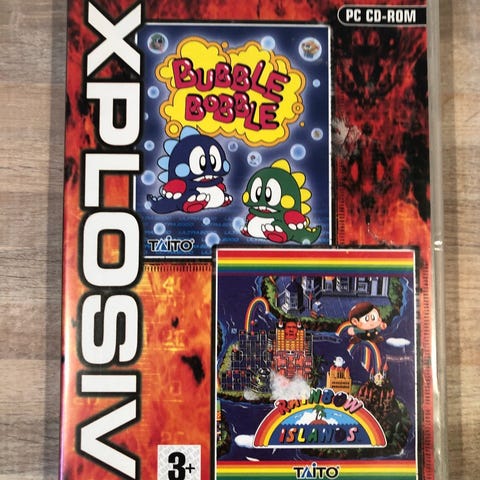 PC CD-ROM
XPLOSIV
BUBBLE
BOBBLE
TAITO
RAINBOW
ISLANDS
TAITO
3+